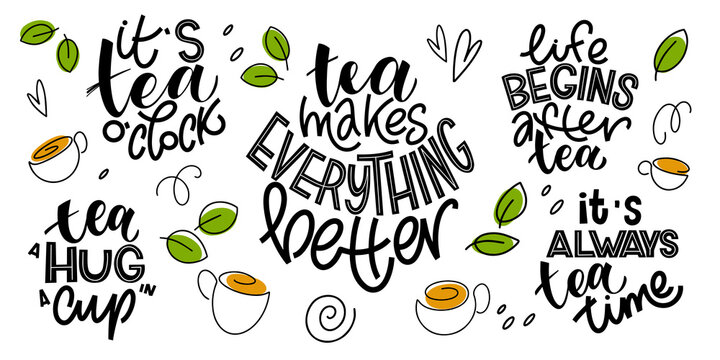 it's
tea
o'clock
tea
makes
EVERYTHING
better
life
BEGINS
after
tea
tea
A HUG
A cup IN
it's
ALWAYS
tea
time